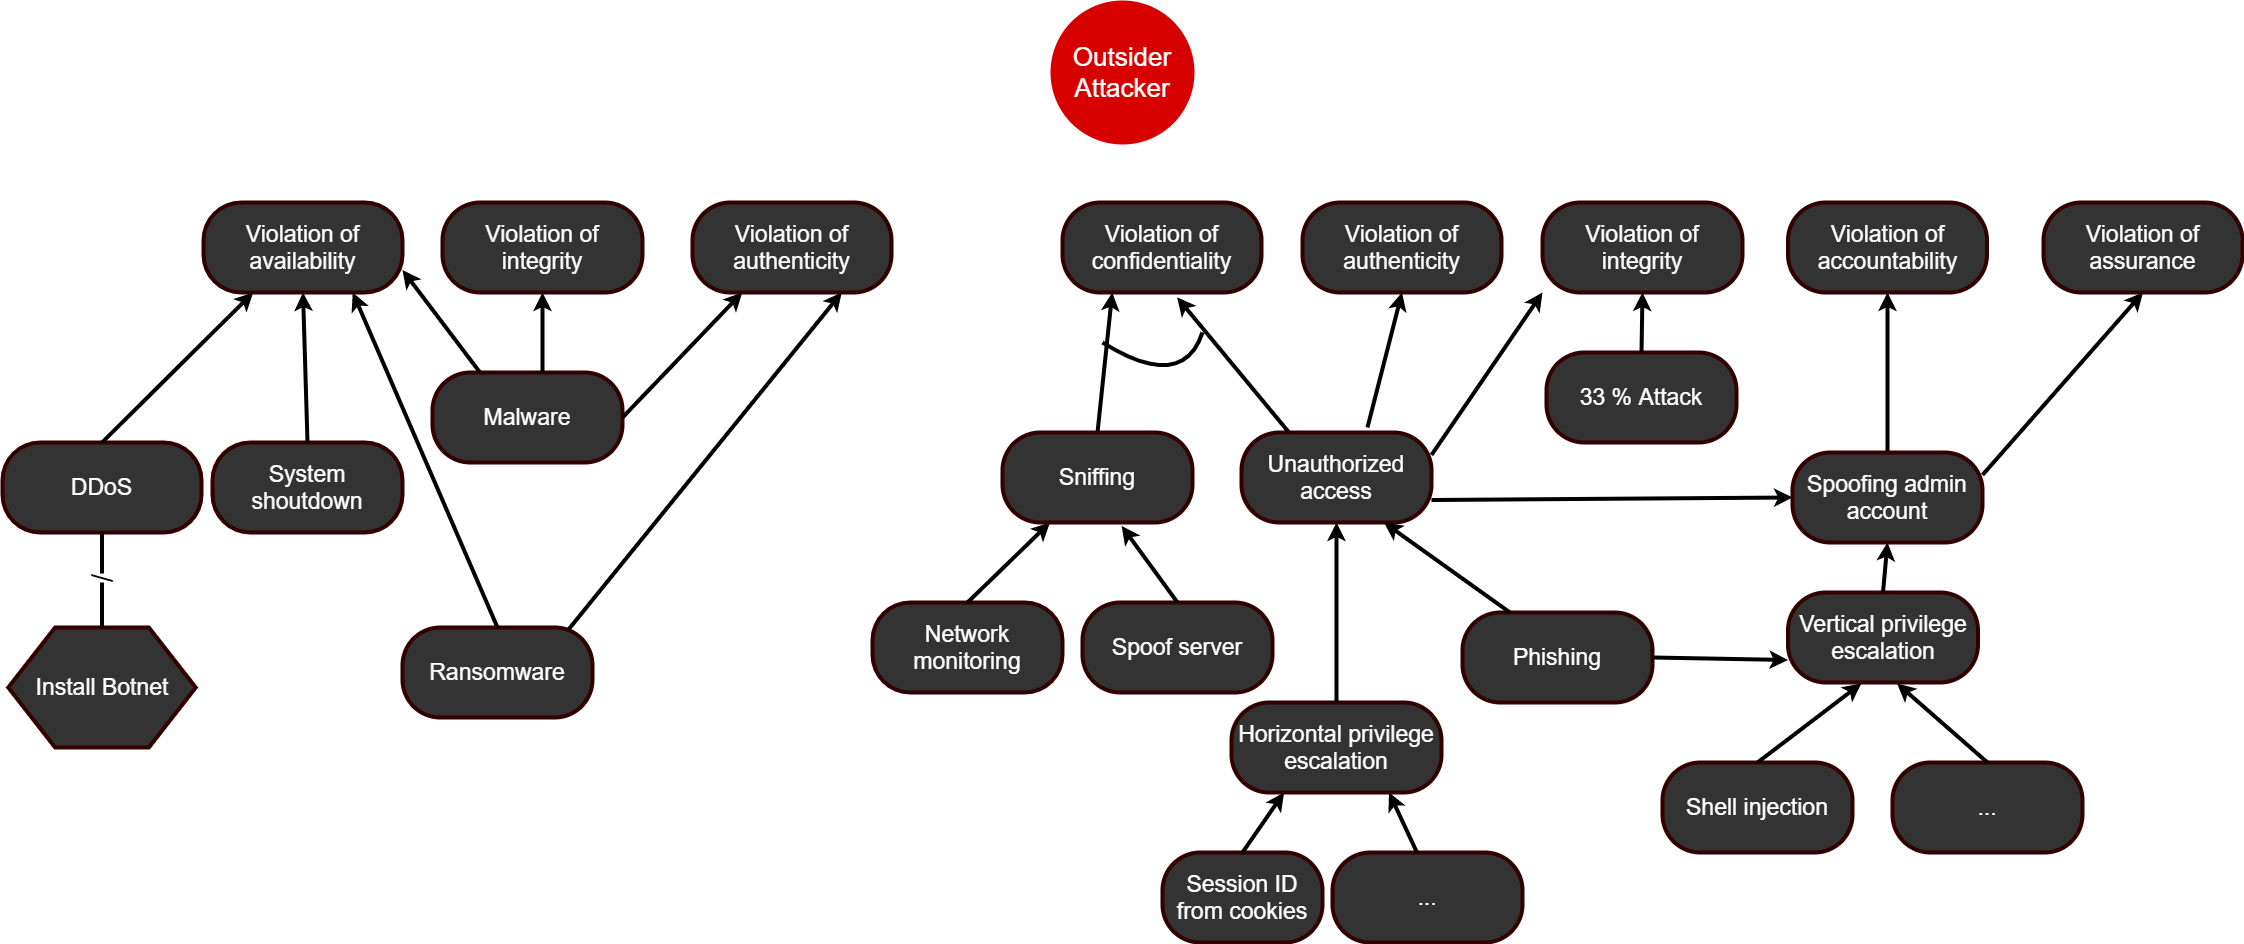 Outsider
Attacker
Violation of
availability
Violation of
integrity
Violation of
authenticity
Violation of
confidentiality
Violation of
authenticity
Violation of
integrity
Violation of
accountability
Violation of
assurance
Malware
33 % Attack
DDoS
System
shoutdown
Sniffing
Unauthorized
access
Spoofing admin
account
Install Botnet
Ransomware
Network
monitoring
Spoof server
Phishing
Vertical privilege
escalation
Horizontal privilege
escalation
Shell injection
...
Session ID
from cookies
...